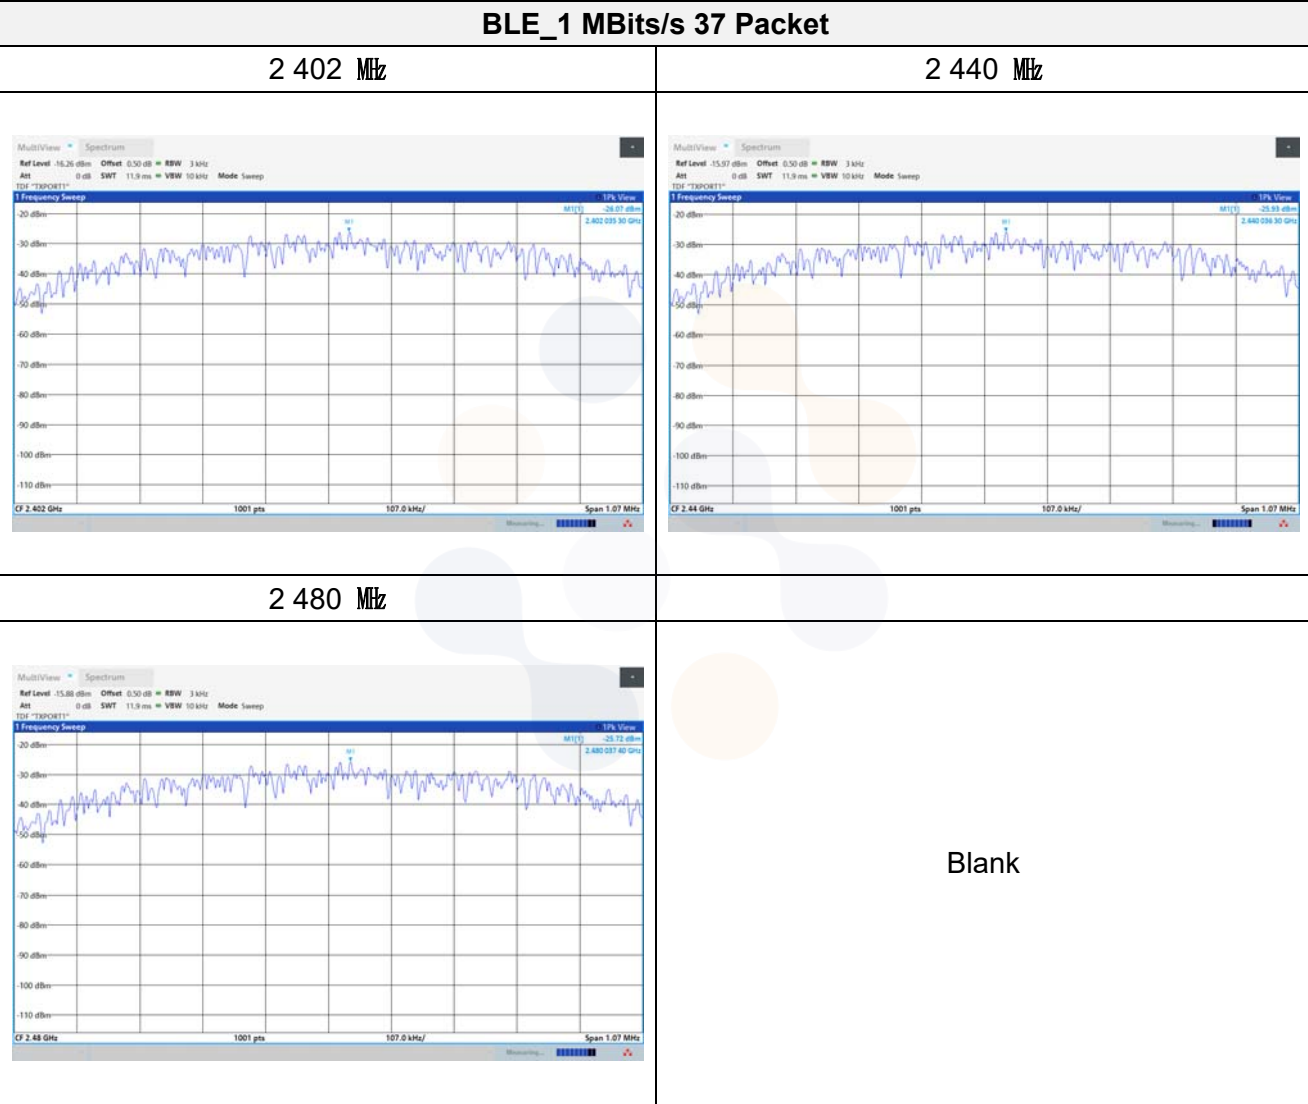 BLE_1 MBits/s 37 Packet
2 402 ㎒
2 440 ㎒
MultiView Spectrum
Ref Level -16.26 dBm Offset 0.50 dB RBW 3 kHz
Att 0 dB SWT 11.9 ms VBW 10 kHz Mode Sweep
TDF "TXPORT1"
1 Frequency Sweep 1Pk View
M1[1] -26.07 dBm
2.402 035 30 GHz
M1
-20 dBm
-30 dBm
-40 dBm
-50 dBm
-60 dBm
-70 dBm
-80 dBm
-90 dBm
-100 dBm
-110 dBm
CF 2.402 GHz 1001 pts 107.0 kHz/ Span 1.07 MHz
Measuring...
MultiView Spectrum
Ref Level -15.97 dBm Offset 0.50 dB RBW 3 kHz
Att 0 dB SWT 11.9 ms VBW 10 kHz Mode Sweep
TDF "TXPORT1"
1 Frequency Sweep 1Pk View
M1[1] -25.93 dBm
2.440 036 30 GHz
M1
-20 dBm
-30 dBm
-40 dBm
-50 dBm
-60 dBm
-70 dBm
-80 dBm
-90 dBm
-100 dBm
-110 dBm
CF 2.44 GHz 1001 pts 107.0 kHz/ Span 1.07 MHz
Measuring...
2 480 ㎒
MultiView Spectrum
Ref Level -15.88 dBm Offset 0.50 dB RBW 3 kHz
Att 0 dB SWT 11.9 ms VBW 10 kHz Mode Sweep
TDF "TXPORT1"
1 Frequency Sweep 1Pk View
M1[1] -25.72 dBm
2.480 037 40 GHz
M1
-20 dBm
-30 dBm
-40 dBm
-50 dBm
-60 dBm
-70 dBm
-80 dBm
-90 dBm
-100 dBm
-110 dBm
CF 2.48 GHz 1001 pts 107.0 kHz/ Span 1.07 MHz
Measuring...
Blank